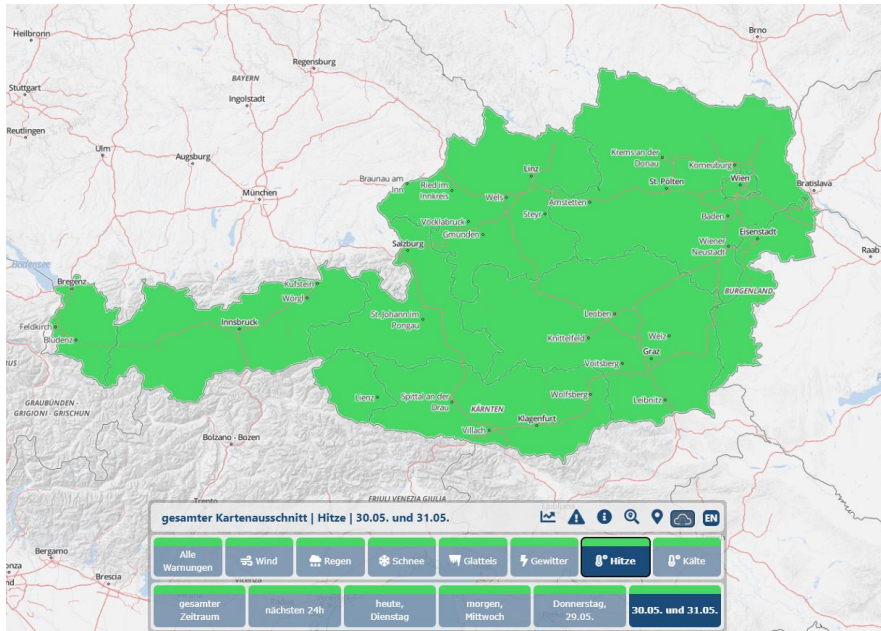 Heilbronn
Brno
Regensburg
Stuttgart
BAYERN
Ingolstadt
Reutlingen
Ulm
Augsburg
Krems an der
Donau
Korneuburg
Linz
Wien
St. Pölten
Braunau am
Inn
Ried im
Innkreis
Bratislava
München
Wels
Amstetten
Steyr
Baden
Vöcklabruck
Gmunden
Eisenstadt
Salzburg
Wiener
Neustadt
Raab
Bodensee
Bregenz
Kufstein
Wörgl
BURGENLAND
Feldkirch
Innsbruck
St. Johann im
Pongau
Leoben
Bludenz
Knittelfeld
Weiz
Graz
Voitsberg
GRAUBÜNDEN -
GRIGIONI - GRISCHUN
Lienz
Spittal an der
Drau
KÄRNTEN
Wolfsberg
Leibnitz
Klagenfurt
Villach
Bolzano - Bozen
Trento
FRIULI VENEZIA GIULIA
gesamter Kartenausschnitt | Hitze | 30.05. und 31.05.
EN
Bergamo
Brescia
Alle
Warnungen
Wind
Regen
Schnee
Glatteis
Gewitter
Hitze
Kälte
gesamter
Zeitraum
nächsten 24h
heute,
Dienstag
morgen,
Mittwoch
Donnerstag,
29.05.
30.05. und 31.05.